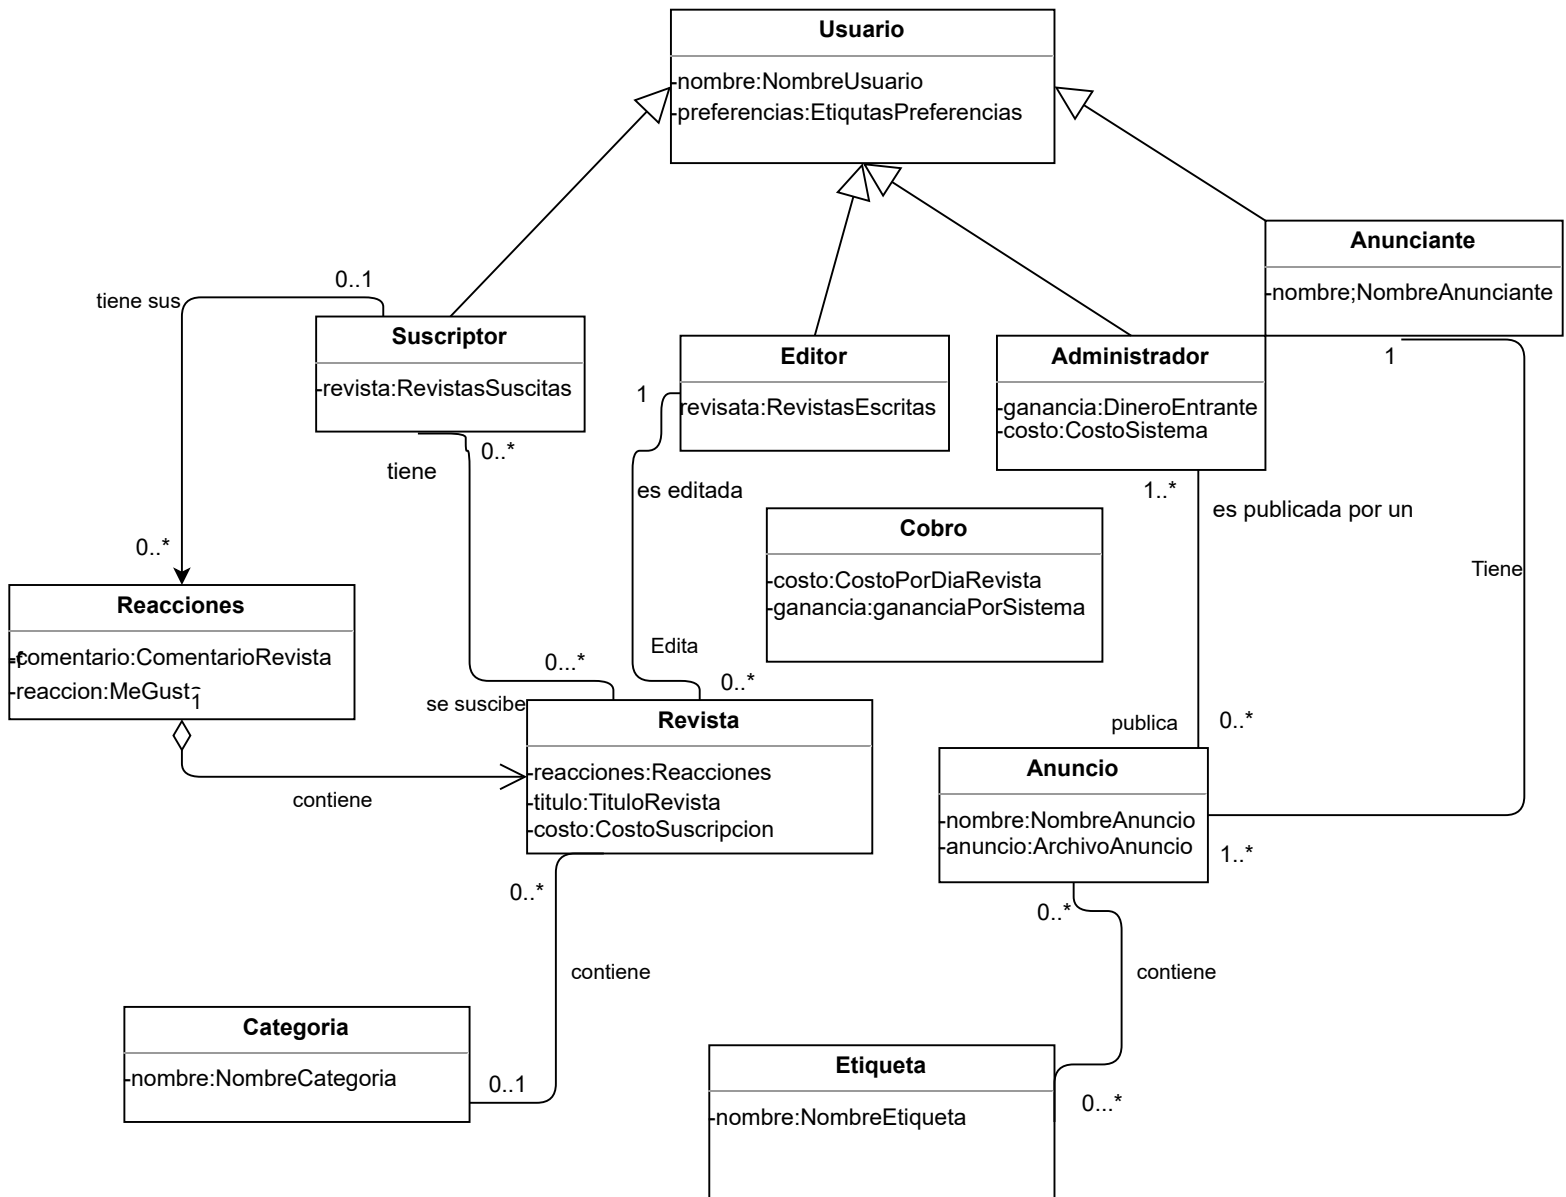 Usuario
-nombre:NombreUsuario
-preferencias:EtiqutasPreferencias
Anunciante
-nombre;NombreAnunciante
0..1
tiene sus
Suscriptor
-revista:RevistasSuscitas
Editor
revisata:RevistasEscritas
Administrador
-ganancia:DineroEntrante
-costo:CostoSistema
1
1
0..*
tiene
es editada
1..*
es publicada por un
Cobro
-costo:CostoPorDiaRevista
-ganancia:gananciaPorSistema
Tiene
0..*
Reacciones
-comentario:ComentarioRevista
-f
-reaccion:MeGusta
1
Edita
0...*
0..*
se suscibe
Revista
-reacciones:Reacciones
-titulo:TituloRevista
-costo:CostoSuscripcion
publica
0..*
Anuncio
-nombre:NombreAnuncio
-anuncio:ArchivoAnuncio
contiene
1..*
0..*
0..*
contiene
contiene
Categoria
-nombre:NombreCategoria
0..1
Etiqueta
-nombre:NombreEtiqueta
0...*